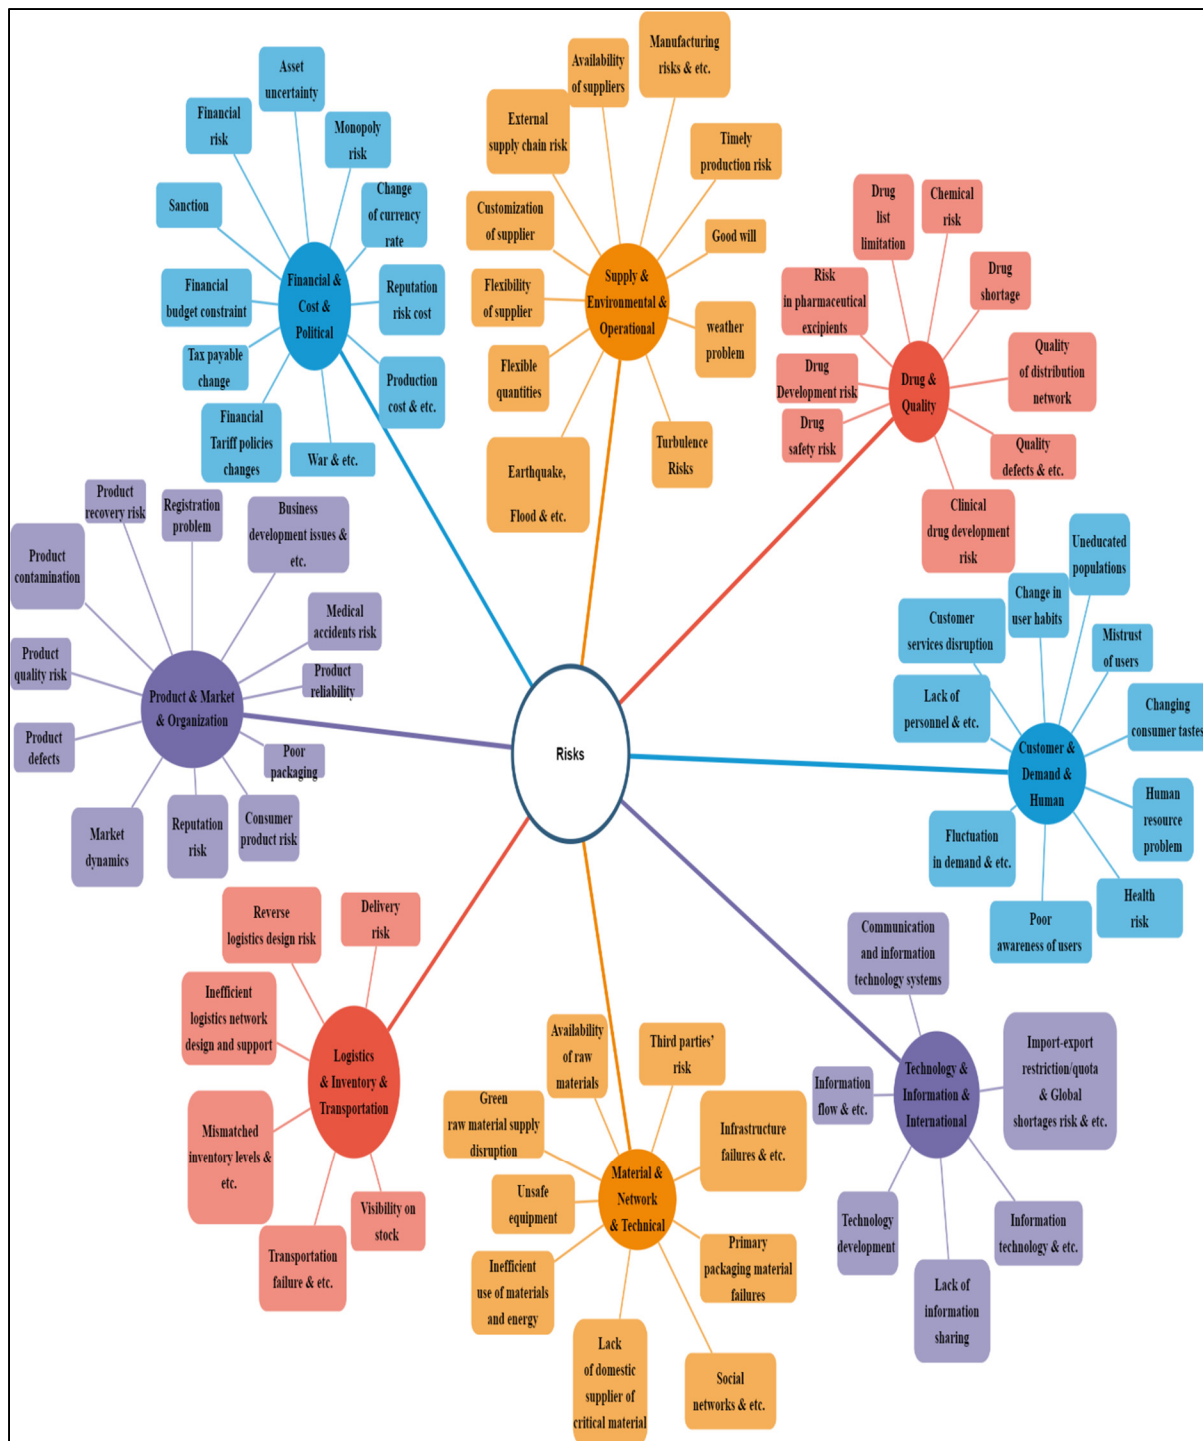 Asset
uncertainty
Financial
risk
Monopoly
risk
Sanction
Change
of currency
rate
Financial &
Cost &
Political
Financial
budget constraint
Reputation
risk cost
Tax payable
change
Production
cost & etc.
Financial
Tariff policies
changes
War & etc.
Manufacturing
risks & etc.
Availability
of suppliers
External
supply chain risk
Timely
production risk
Customization
of supplier
Good will
Supply &
Environmental &
Operational
Flexibility
of supplier
weather
problem
Flexible
quantities
Turbulence
Risks
Earthquake,
Flood & etc.
Drug
list
limitation
Chemical
risk
Risk
in pharmaceutical
excipients
Drug
shortage
Drug
Development risk
Drug &
Quality
Quality
of distribution
network
Drug
safety risk
Quality
defects & etc.
Clinical
drug development
risk
Product
recovery risk
Registration
problem
Business
development issues &
etc.
Product
contamination
Medical
accidents risk
Product
quality risk
Product
reliability
Product & Market
& Organization
Product
defects
Poor
packaging
Market
dynamics
Reputation
risk
Consumer
product risk
Risks
Uneducated
populations
Change in
user habits
Customer
services disruption
Mistrust
of users
Lack of
personnel & etc.
Changing
consumer tastes
Customer &
Demand &
Human
Human
resource
problem
Fluctuation
in demand & etc.
Health
risk
Poor
awareness of users
Reverse
logistics design risk
Delivery
risk
Inefficient
logistics network
design and support
Logistics
& Inventory &
Transportation
Mismatched
inventory levels &
etc.
Visibility on
stock
Transportation
failure & etc.
Availability
of raw
materials
Third parties’
risk
Green
raw material supply
disruption
Infrastructure
failures & etc.
Unsafe
equipment
Material &
Network
& Technical
Inefficient
use of materials
and energy
Primary
packaging material
failures
Lack
of domestic
supplier of
critical material
Social
networks & etc.
Communication
and information
technology systems
Import-export
restriction/quota
& Global
shortages risk & etc.
Information
flow & etc.
Technology &
Information &
International
Technology
development
Information
technology & etc.
Lack of
information
sharing